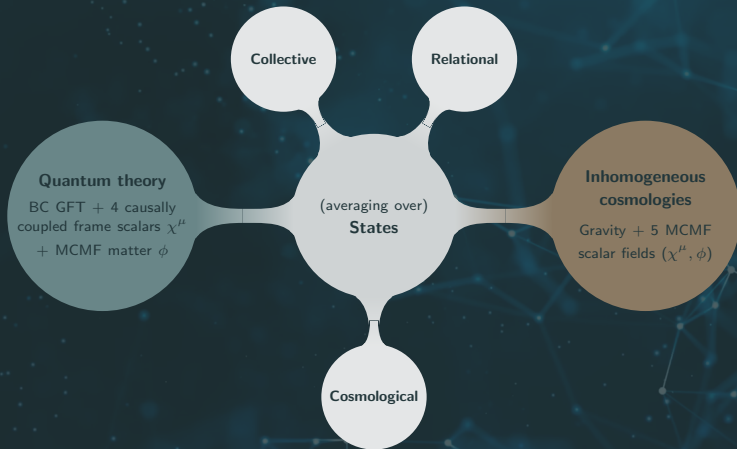 Collective
Relational
Quantum theory
BC GFT + 4 causally
coupled frame scalars χ^μ
+ MCMF matter ϕ
(averaging over)
States
Inhomogeneous
cosmologies
Gravity + 5 MCMF
scalar fields (χ^μ, ϕ)
Cosmological